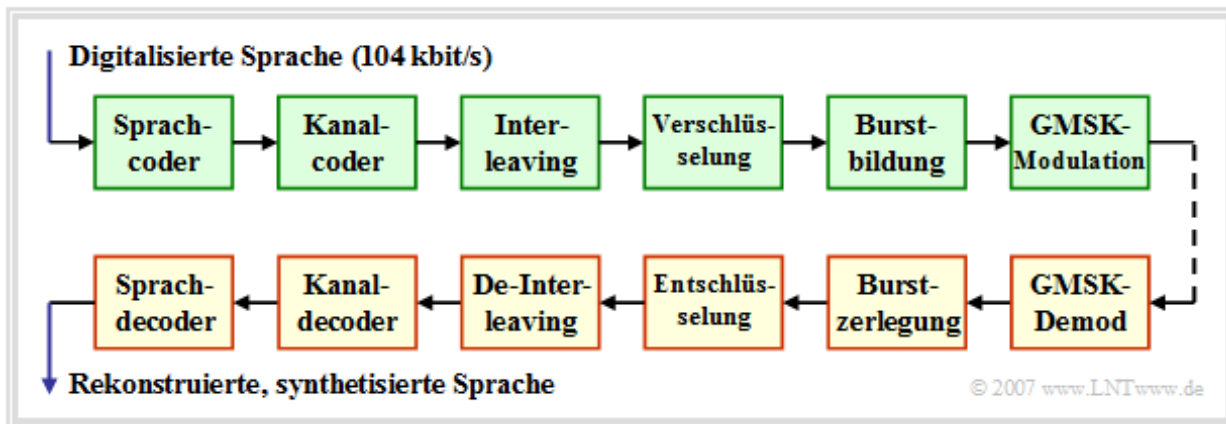 Digitalisierte Sprache (104 kbit/s)
Sprach-
coder
Kanal-
coder
Inter-
leaving
Verschlüs-
selung
Burst-
bildung
GMSK-
Modulation
Sprach-
decoder
Kanal-
decoder
De-Inter-
leaving
Entschlüs-
selung
Burst-
zerlegung
GMSK-
Demod
Rekonstruierte, synthetisierte Sprache
© 2007 www.LNTwww.de